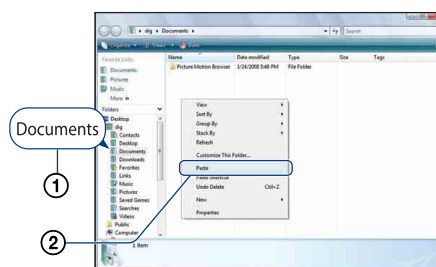 dig ▸ Documents ▸
Search
Organize
Views
Burn
Favorite Links
Documents
Pictures
Music
More
Folders
Desktop
dig
Contacts
Desktop
Documents
Downloads
Favorites
Links
Music
Pictures
Saved Games
Searches
Videos
Public
Computer
Name Date modified Type Size Tags
Picture Motion Browser 1/24/2008 3:48 PM File Folder
View
Sort By
Group By
Stack By
Refresh
Customize This Folder...
Paste
Paste Shortcut
Undo Delete Ctrl+Z
New
Properties
1 item
Documents
①
②